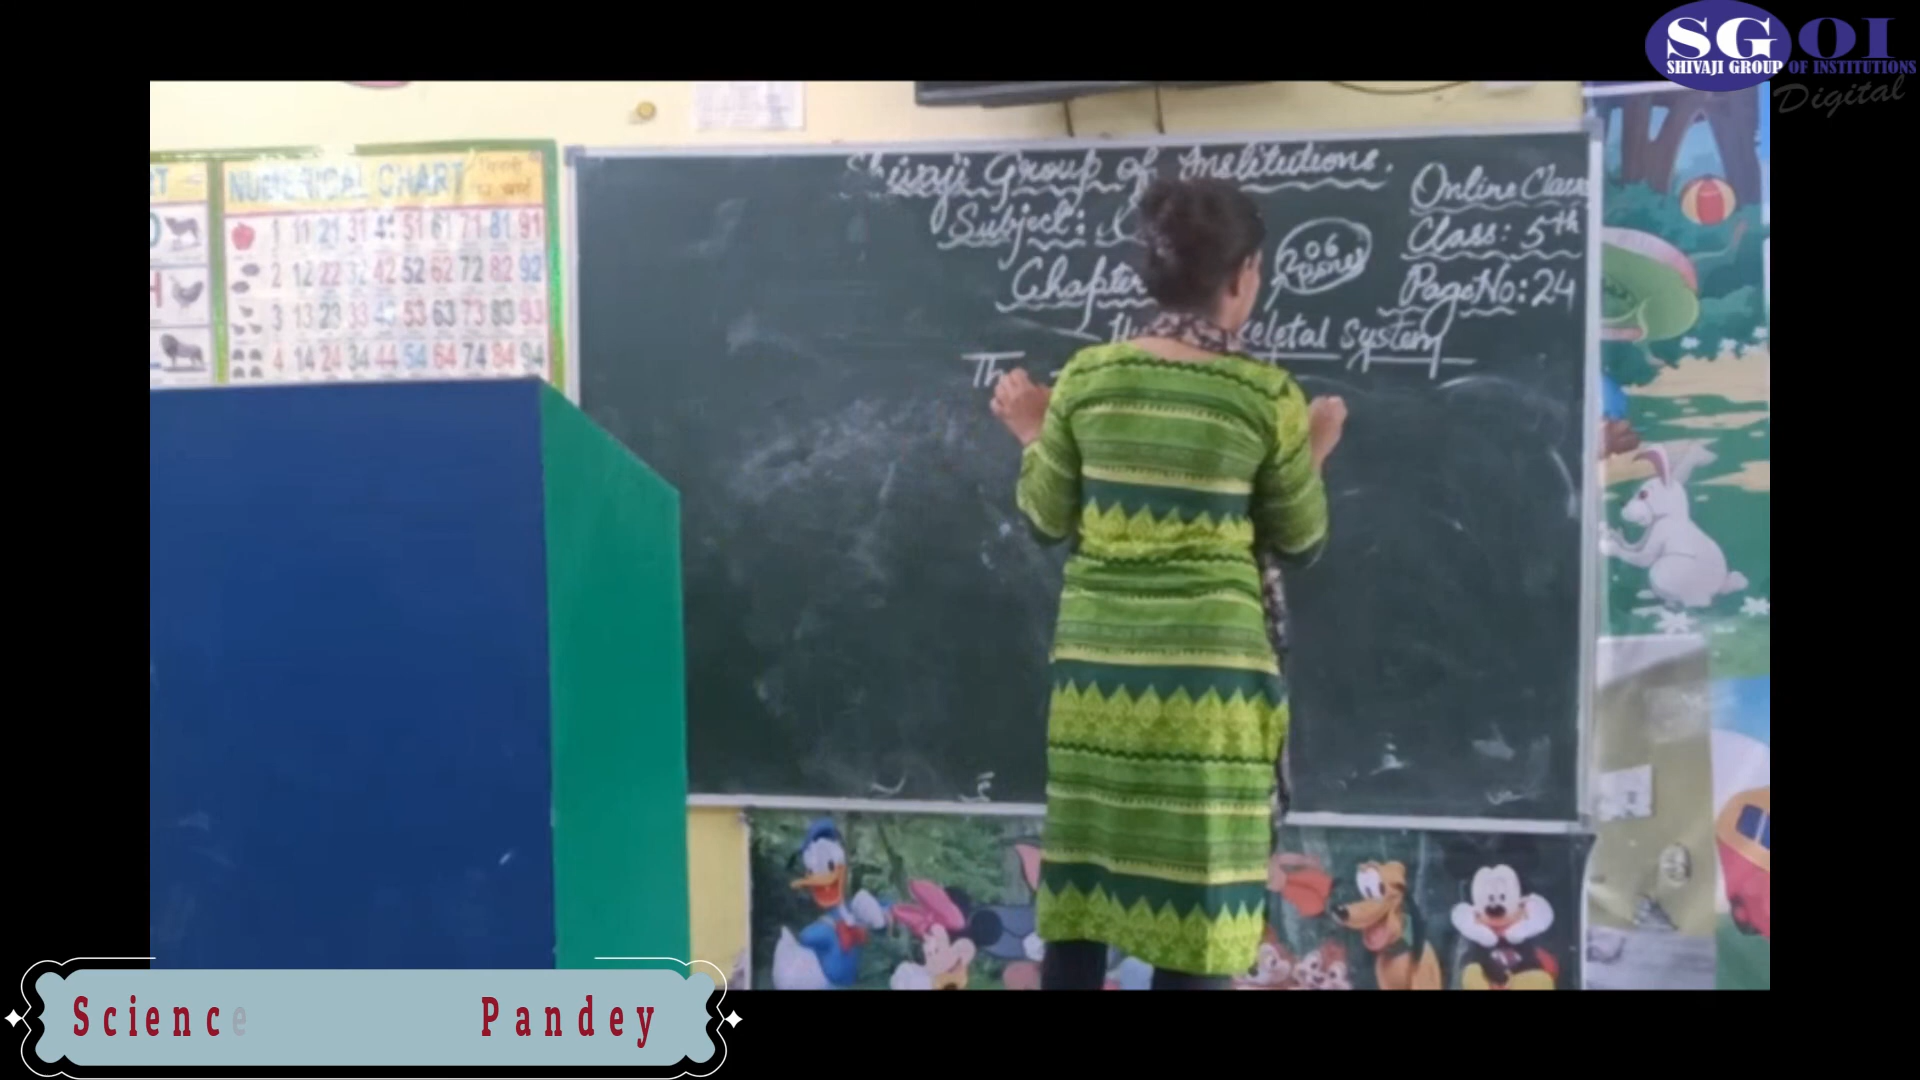 SGOI
SHIVAJI GROUP OF INSTITUTIONS
Digital
Shivaji Group of Institutions.
Online Class
Subject:
Class: 5th
206
Bones
Chapter
Page No: 24
Skeletal System
Th
NUMERICAL CHART
1 11 21 31 41 51 61 71 81 91
2 12 22 32 42 52 62 72 82 92
3 13 23 33 43 53 63 73 83 93
4 14 24 34 44 54 64 74 84 94
Science Pandey